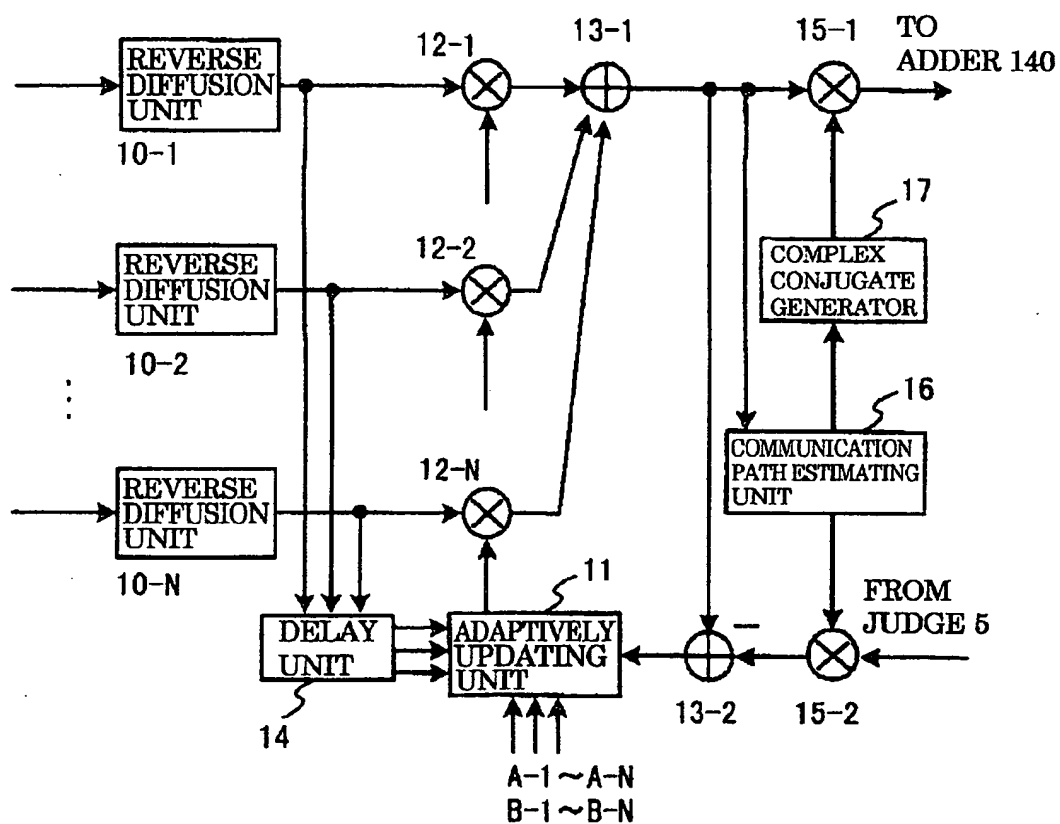 REVERSE
DIFFUSION
UNIT
10-1
12-1
13-1
15-1
TO
ADDER 140
REVERSE
DIFFUSION
UNIT
10-2
12-2
17
COMPLEX
CONJUGATE
GENERATOR
16
COMMUNICATION
PATH ESTIMATING
UNIT
REVERSE
DIFFUSION
UNIT
10-N
12-N
DELAY
UNIT
14
11
ADAPTIVELY
UPDATING
UNIT
13-2
15-2
FROM
JUDGE 5
A-1~A-N
B-1~B-N